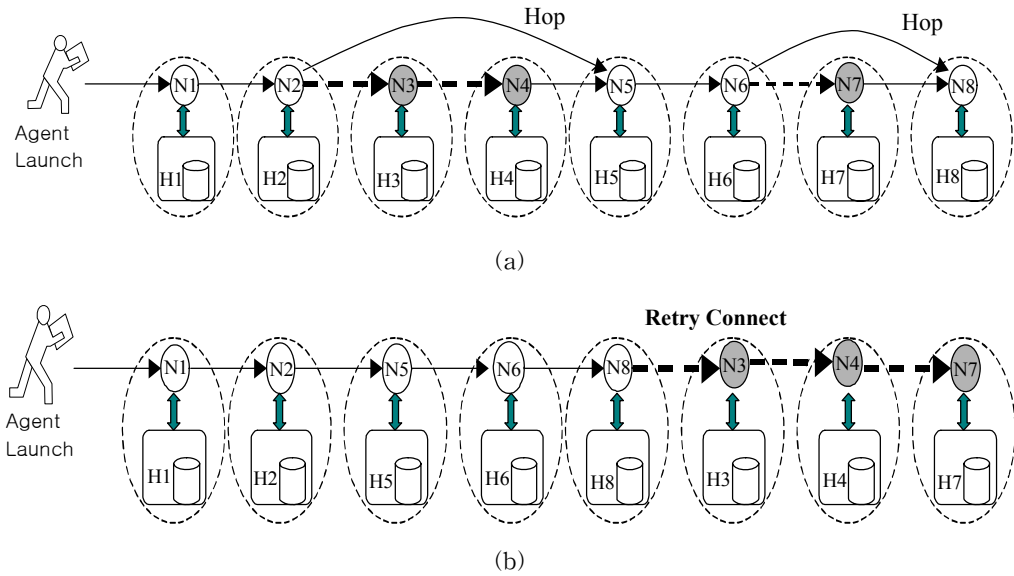 Hop
Hop
N1 N2 N3 N4 N5 N6 N7 N8
Agent
Launch
H1 H2 H3 H4 H5 H6 H7 H8
(a)
Retry Connect
N1 N2 N5 N6 N8 N3 N4 N7
Agent
Launch
H1 H2 H5 H6 H8 H3 H4 H7
(b)